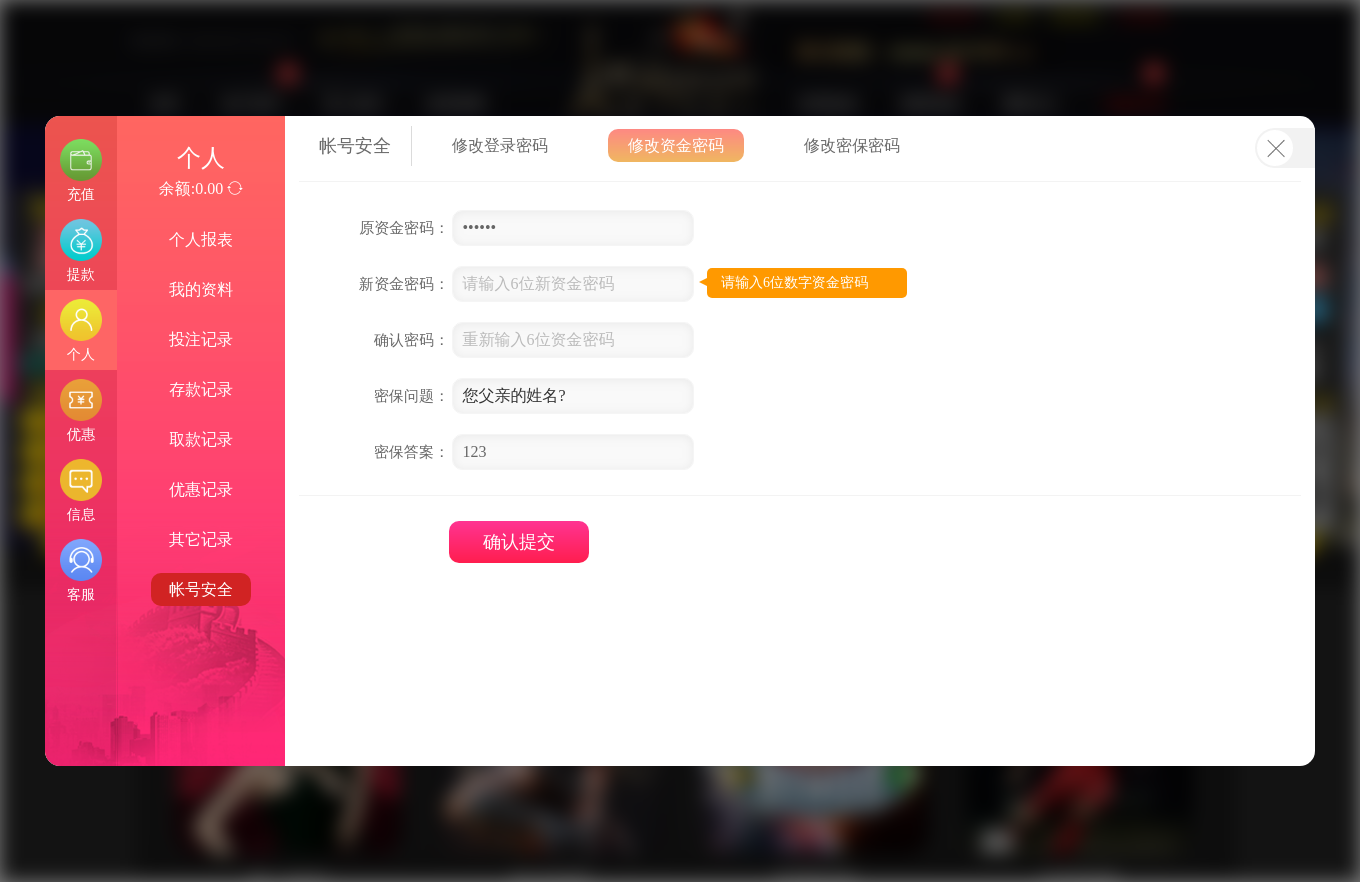 充值
提款
个人
优惠
信息
客服
个人
余额:0.00
个人报表
我的资料
投注记录
存款记录
取款记录
优惠记录
其它记录
帐号安全
帐号安全 修改登录密码 修改资金密码 修改密保密码
原资金密码： ••••••
新资金密码： 请输入6位新资金密码 请输入6位数字资金密码
确认密码： 重新输入6位资金密码
密保问题： 您父亲的姓名?
密保答案： 123
确认提交